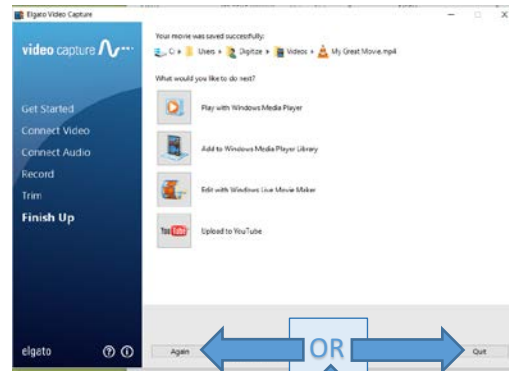 Elgato Video Capture
video capture
Get Started
Connect Video
Connect Audio
Record
Trim
Finish Up
elgato
Your movie was saved successfully:
C: Users Digitize Videos My Great Movie.mp4
What would you like to do next?
Play with Windows Media Player
Add to Windows Media Player Library
Edit with Windows Live Movie Maker
You Tube Upload to YouTube
Again
OR
Quit